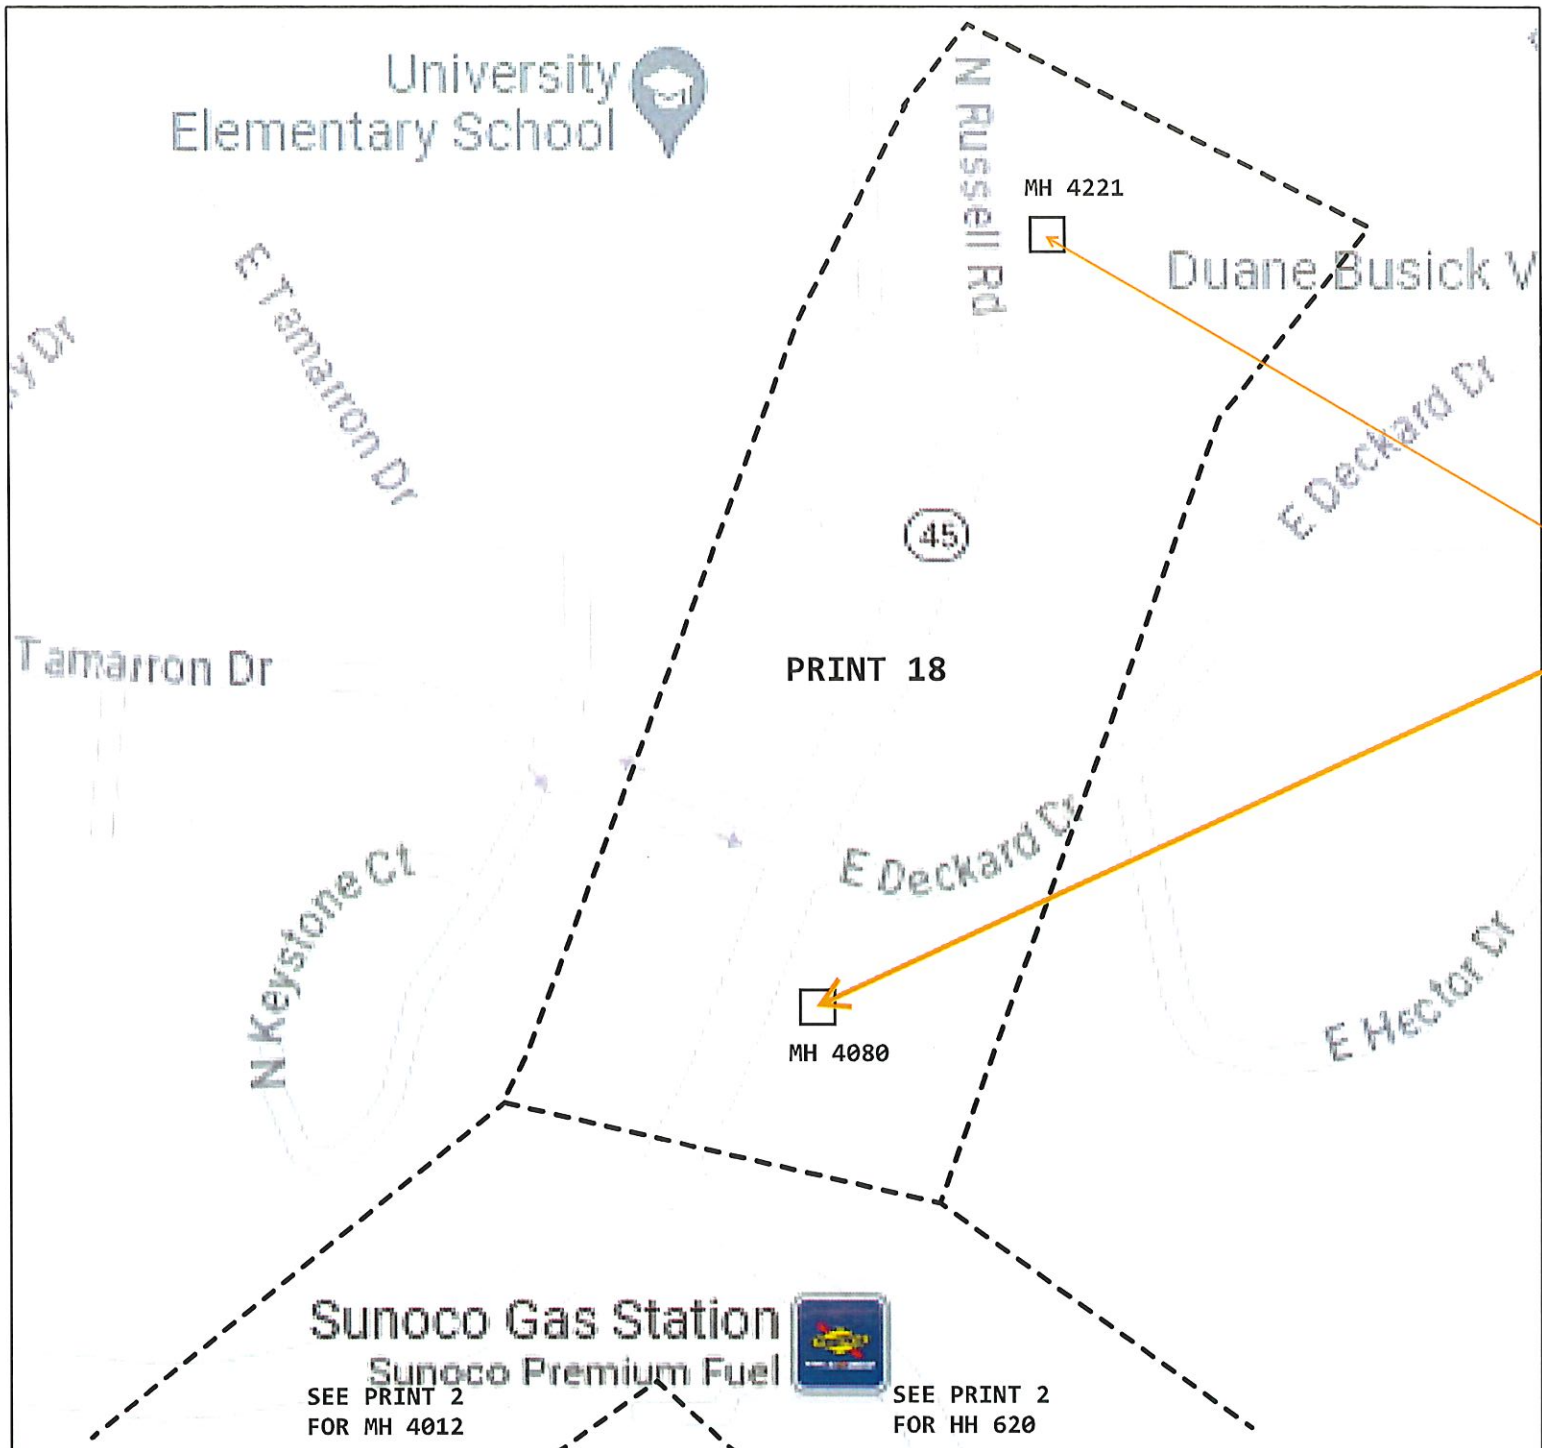 University
Elementary School
N Russell Rd
MH 4221
Duane Busick
E Tamarron Dr
y Dr
E Deckard Dr
45
Tamarron Dr
PRINT 18
E Deckard Dr
N Keystone Ct
E Hector Dr
MH 4080
Sunoco Gas Station
Sunoco Premium Fuel
SEE PRINT 2
FOR MH 4012
SEE PRINT 2
FOR HH 620